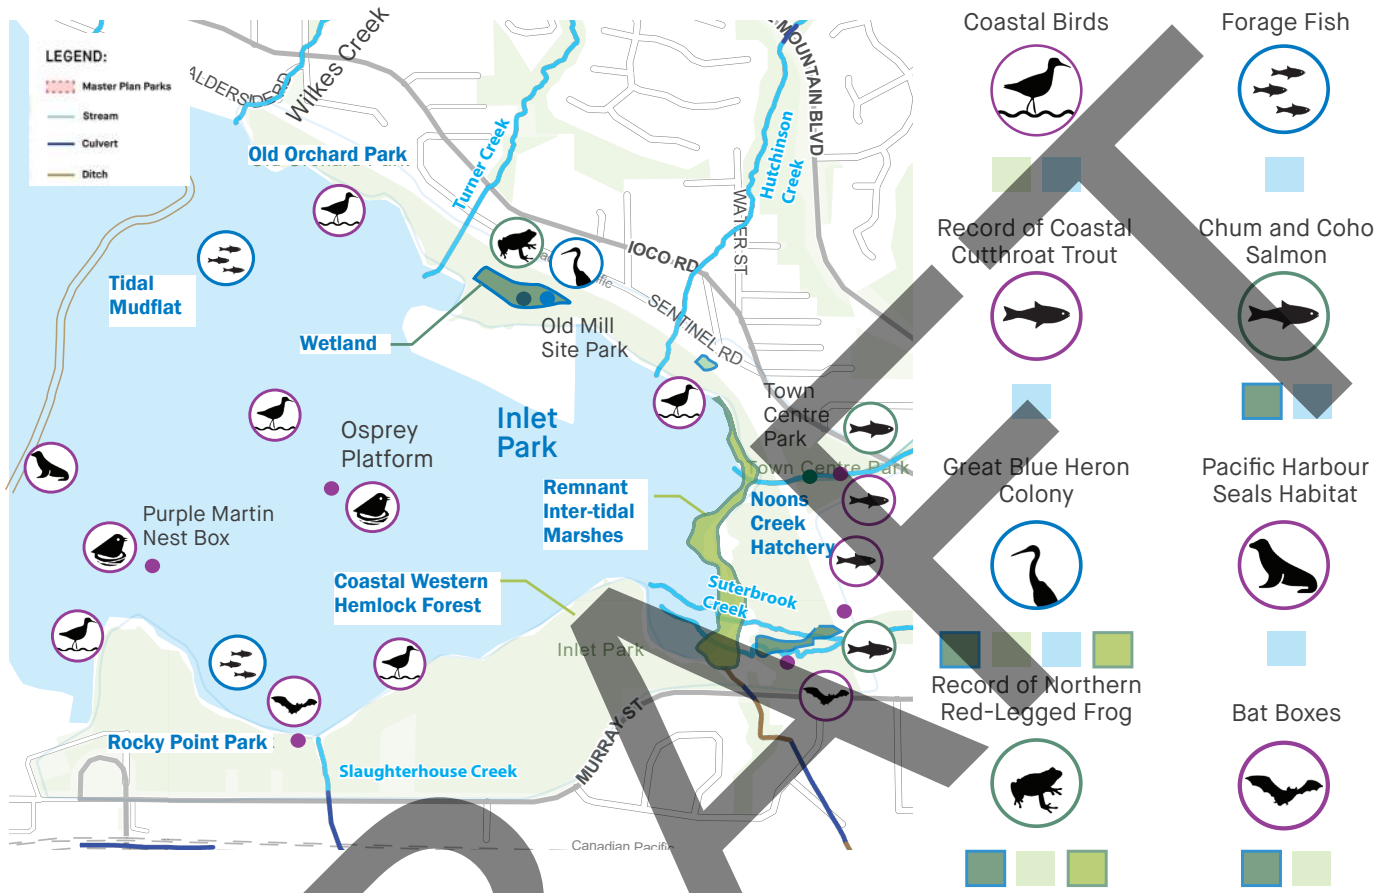 LEGEND:
Master Plan Parks
Stream
Culvert
Ditch
ALDERSIDE RD
Wilkes Creek
Old Orchard Park
Turner Creek
Hutchinson
Creek
MOUNTAIN BLVD
WATER ST
IOCO RD
SENTINEL RD
Tidal
Mudflat
Wetland
Old Mill
Site Park
Inlet
Park
Town
Centre
Park
Town Centre Park
Osprey
Platform
Purple Martin
Nest Box
Remnant
Inter-tidal
Marshes
Noons
Creek
Hatchery
Coastal Western
Hemlock Forest
Suterbrook
Creek
Inlet Park
Rocky Point Park
Slaughterhouse Creek
MURRAY ST
Canadian Pacific
Coastal Birds
Forage Fish
Record of Coastal
Cutthroat Trout
Chum and Coho
Salmon
Great Blue Heron
Colony
Pacific Harbour
Seals Habitat
Record of Northern
Red-Legged Frog
Bat Boxes